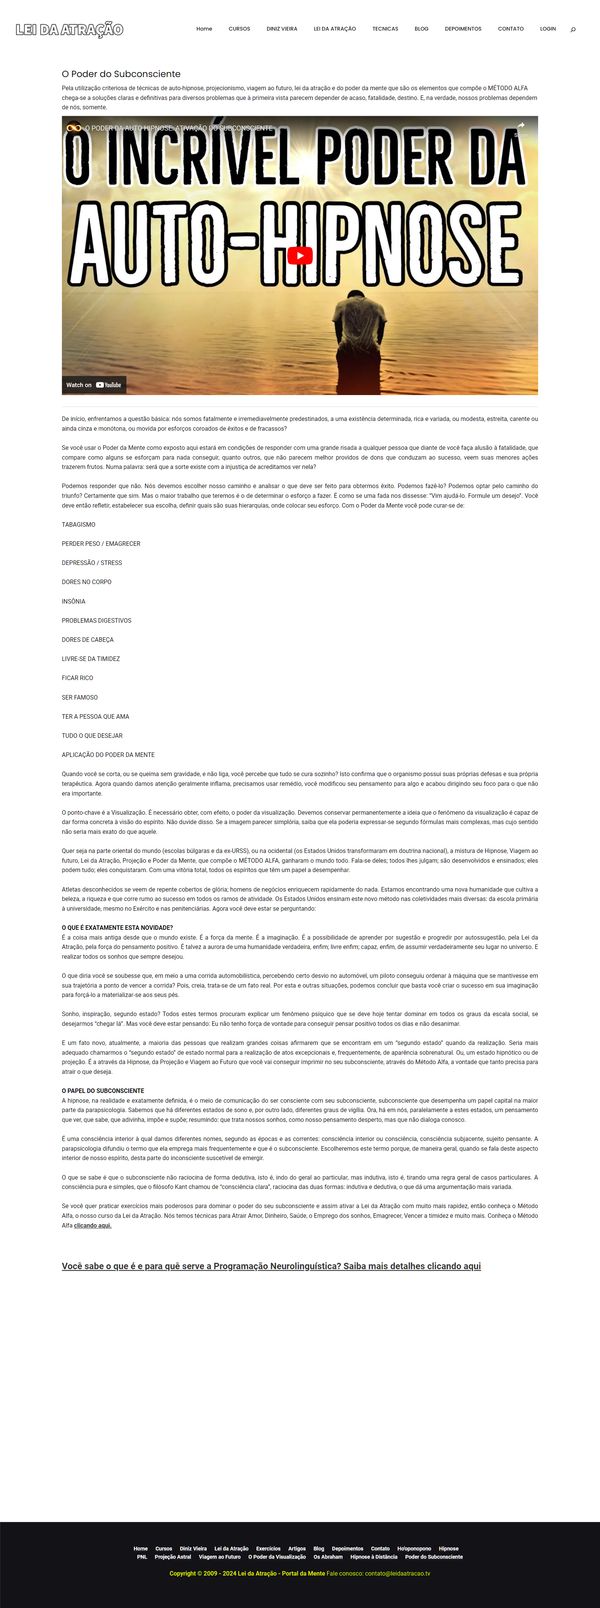 LEI DA ATRAÇÃO
Home CURSOS DINIZ VIEIRA LEI DA ATRAÇÃO TECNICAS BLOG DEPOIMENTOS CONTATO LOGIN
O Poder do Subconsciente
Pela utilização criteriosa de técnicas de auto-hipnose, projecionismo, viagem ao futuro, lei da atração e do poder da mente que são os elementos que compõe o MÉTODO ALFA
chega-se a soluções claras e definitivas para diversos problemas que à primeira vista parecem depender de acaso, fatalidade, destino. E, na verdade, nossos problemas dependem
de nós, somente.
O PODER DA AUTO HIPNOSE: ATIVAÇÃO DO SUBCONSCIENTE
O INCRÍVEL PODER DA
AUTO-HIPNOSE
Watch on YouTube
De início, enfrentamos a questão básica: nós somos fatalmente e irremediavelmente predestinados, a uma existência determinada, rica e variada, ou modesta, estreita, carente ou
ainda cinza e monótona, ou movida por esforços coroados de êxitos e de fracassos?
Se você usar o Poder da Mente como exposto aqui estará em condições de responder com uma grande risada a qualquer pessoa que diante de você faça alusão à fatalidade, que
compare como alguns se esforçam para nada conseguir, quanto outros, que não parecem melhor providos de dons que conduzam ao sucesso, veem suas menores ações
trazerem frutos. Numa palavra: será que a sorte existe com a injustiça de acreditamos ver nela?
Podemos responder que não. Nós devemos escolher nosso caminho e analisar o que deve ser feito para obtermos êxito. Podemos fazê-lo? Podemos optar pelo caminho do
triunfo? Certamente que sim. Mas o maior trabalho que teremos é o de determinar o esforço a fazer. É como se uma fada nos dissesse: “Vim ajudá-lo. Formule um desejo”. Você
deve então refletir, estabelecer sua escolha, definir quais são suas hierarquias, onde colocar seu esforço. Com o Poder da Mente você pode curar-se de:
TABAGISMO
PERDER PESO / EMAGRECER
DEPRESSÃO / STRESS
DORES NO CORPO
INSÔNIA
PROBLEMAS DIGESTIVOS
DORES DE CABEÇA
LIVRE-SE DA TIMIDEZ
FICAR RICO
SER FAMOSO
TER A PESSOA QUE AMA
TUDO O QUE DESEJAR
APLICAÇÃO DO PODER DA MENTE
Quando você se corta, ou se queima sem gravidade, e não liga, você percebe que tudo se cura sozinho? Isto confirma que o organismo possui suas próprias defesas e sua própria
terapêutica. Agora quando damos atenção geralmente inflama, precisamos usar remédio, você modificou seu pensamento para algo e acabou dirigindo seu foco para o que não
era importante.
O ponto-chave é a Visualização. É necessário obter, com efeito, o poder da visualização. Devemos conservar permanentemente a ideia que o fenômeno da visualização é capaz de
dar forma concreta à visão do espírito. Não duvide disso. Se a imagem parecer simplória, saiba que ela poderia expressar-se segundo fórmulas mais complexas, mas cujo sentido
não seria mais exato do que aquele.
Quer seja na parte oriental do mundo (escolas búlgaras e da ex-URSS), ou na ocidental (os Estados Unidos transformaram em doutrina nacional), a mistura de Hipnose, Viagem ao
futuro, Lei da Atração, Projeção e Poder da Mente, que compõe o MÉTODO ALFA, ganharam o mundo todo. Fala-se deles; todos lhes julgam; são desenvolvidos e ensinados; eles
podem tudo; eles conquistaram. Com uma vitória total, todos os espíritos que têm um papel a desempenhar.
Atletas desconhecidos se veem de repente cobertos de glória; homens de negócios enriquecem rapidamente do nada. Estamos encontrando uma nova humanidade que cultiva a
beleza, a riqueza e que corre rumo ao sucesso em todos os ramos de atividade. Os Estados Unidos ensinam este novo método nas coletividades mais diversas: da escola primária
à universidade, mesmo no Exército e nas penitenciárias. Agora você deve estar se perguntando:
O QUE É EXATAMENTE ESTA NOVIDADE?
É a coisa mais antiga desde que o mundo existe. É a força da mente. É a imaginação. É a possibilidade de aprender por sugestão e progredir por autossugestão, pela Lei da
Atração, pela força do pensamento positivo. É talvez a aurora de uma humanidade verdadeira, enfim; livre enfim; capaz, enfim, de assumir verdadeiramente seu lugar no universo. E
realizar todos os sonhos que sempre desejou.
O que diria você se soubesse que, em meio a uma corrida automobilística, percebendo certo desvio no automóvel, um piloto conseguiu ordenar à máquina que se mantivesse em
sua trajetória a ponto de vencer a corrida? Pois, creia, trata-se de um fato real. Por esta e outras situações, podemos concluir que basta você criar o sucesso em sua imaginação
para forçá-lo a materializar-se aos seus pés.
Sonho, inspiração, segundo estado? Todos estes termos procuram explicar um fenômeno psíquico que se deve hoje tentar dominar em todos os graus da escala social, se
desejarmos “chegar lá”. Mas você deve estar pensando: Eu não tenho força de vontade para conseguir pensar positivo todos os dias e não desanimar.
E um fato novo, atualmente, a maioria das pessoas que realizam grandes coisas afirmarem que se encontram em um “segundo estado” quando da realização. Seria mais
adequado chamarmos o “segundo estado” de estado normal para a realização de atos excepcionais e, frequentemente, de aparência sobrenatural. Ou, um estado hipnótico ou de
projeção. É a através da Hipnose, da Projeção e Viagem ao Futuro que você vai conseguir imprimir no seu subconsciente, através do Método Alfa, a vontade que tanto precisa para
atrair o que deseja.
O PAPEL DO SUBCONSCIENTE
A hipnose, na realidade e exatamente definida, é o meio de comunicação do ser consciente com seu subconsciente, subconsciente que desempenha um papel capital na maior
parte da parapsicologia. Sabemos que há diferentes estados de sono e, por outro lado, diferentes graus de vigília. Ora, há em nós, paralelamente a estes estados, um pensamento
que ver, que sabe, que adivinha, impõe e supõe; resumindo: que trata nossos sonhos, como nosso pensamento desperto, mas que não dialoga conosco.
É uma consciência interior à qual damos diferentes nomes, segundo as épocas e as correntes: consciência interior ou consciência, consciência subjacente, sujeito pensante. A
parapsicologia difundiu o termo que ela emprega mais frequentemente e que é o subconsciente. Escolheremos este termo porque, de maneira geral, quando se fala deste aspecto
interior de nosso espírito, desta parte do inconsciente suscetível de emergir.
O que se sabe é que o subconsciente não raciocina de forma dedutiva, isto é, indo do geral ao particular, mas indutiva, isto é, tirando uma regra geral de casos particulares. A
consciência pura e simples, que o filósofo Kant chamou de “consciência clara”, raciocina das duas formas: indutiva e dedutiva, o que dá uma argumentação mais variada.
Se você quer praticar exercícios mais poderosos para dominar o poder do seu subconsciente e assim ativar a Lei da Atração com muito mais rapidez, então conheça o Método
Alfa, o nosso curso da Lei da Atração. Nós temos técnicas para Atrair Amor, Dinheiro, Saúde, o Emprego dos sonhos, Emagrecer, Vencer a timidez e muito mais. Conheça o Método
Alfa clicando aqui.
Você sabe o que é e para quê serve a Programação Neurolinguística? Saiba mais detalhes clicando aqui
Home Cursos Diniz Vieira Lei da Atração Exercícios Artigos Blog Depoimentos Contato Ho'oponopono Hipnose
PNL Projeção Astral Viagem ao Futuro O Poder da Visualização Os Abraham Hipnose à Distância Poder do Subconsciente
Copyright © 2009 - 2024 Lei da Atração - Portal da Mente Fale conosco: contato@leidaatracao.tv